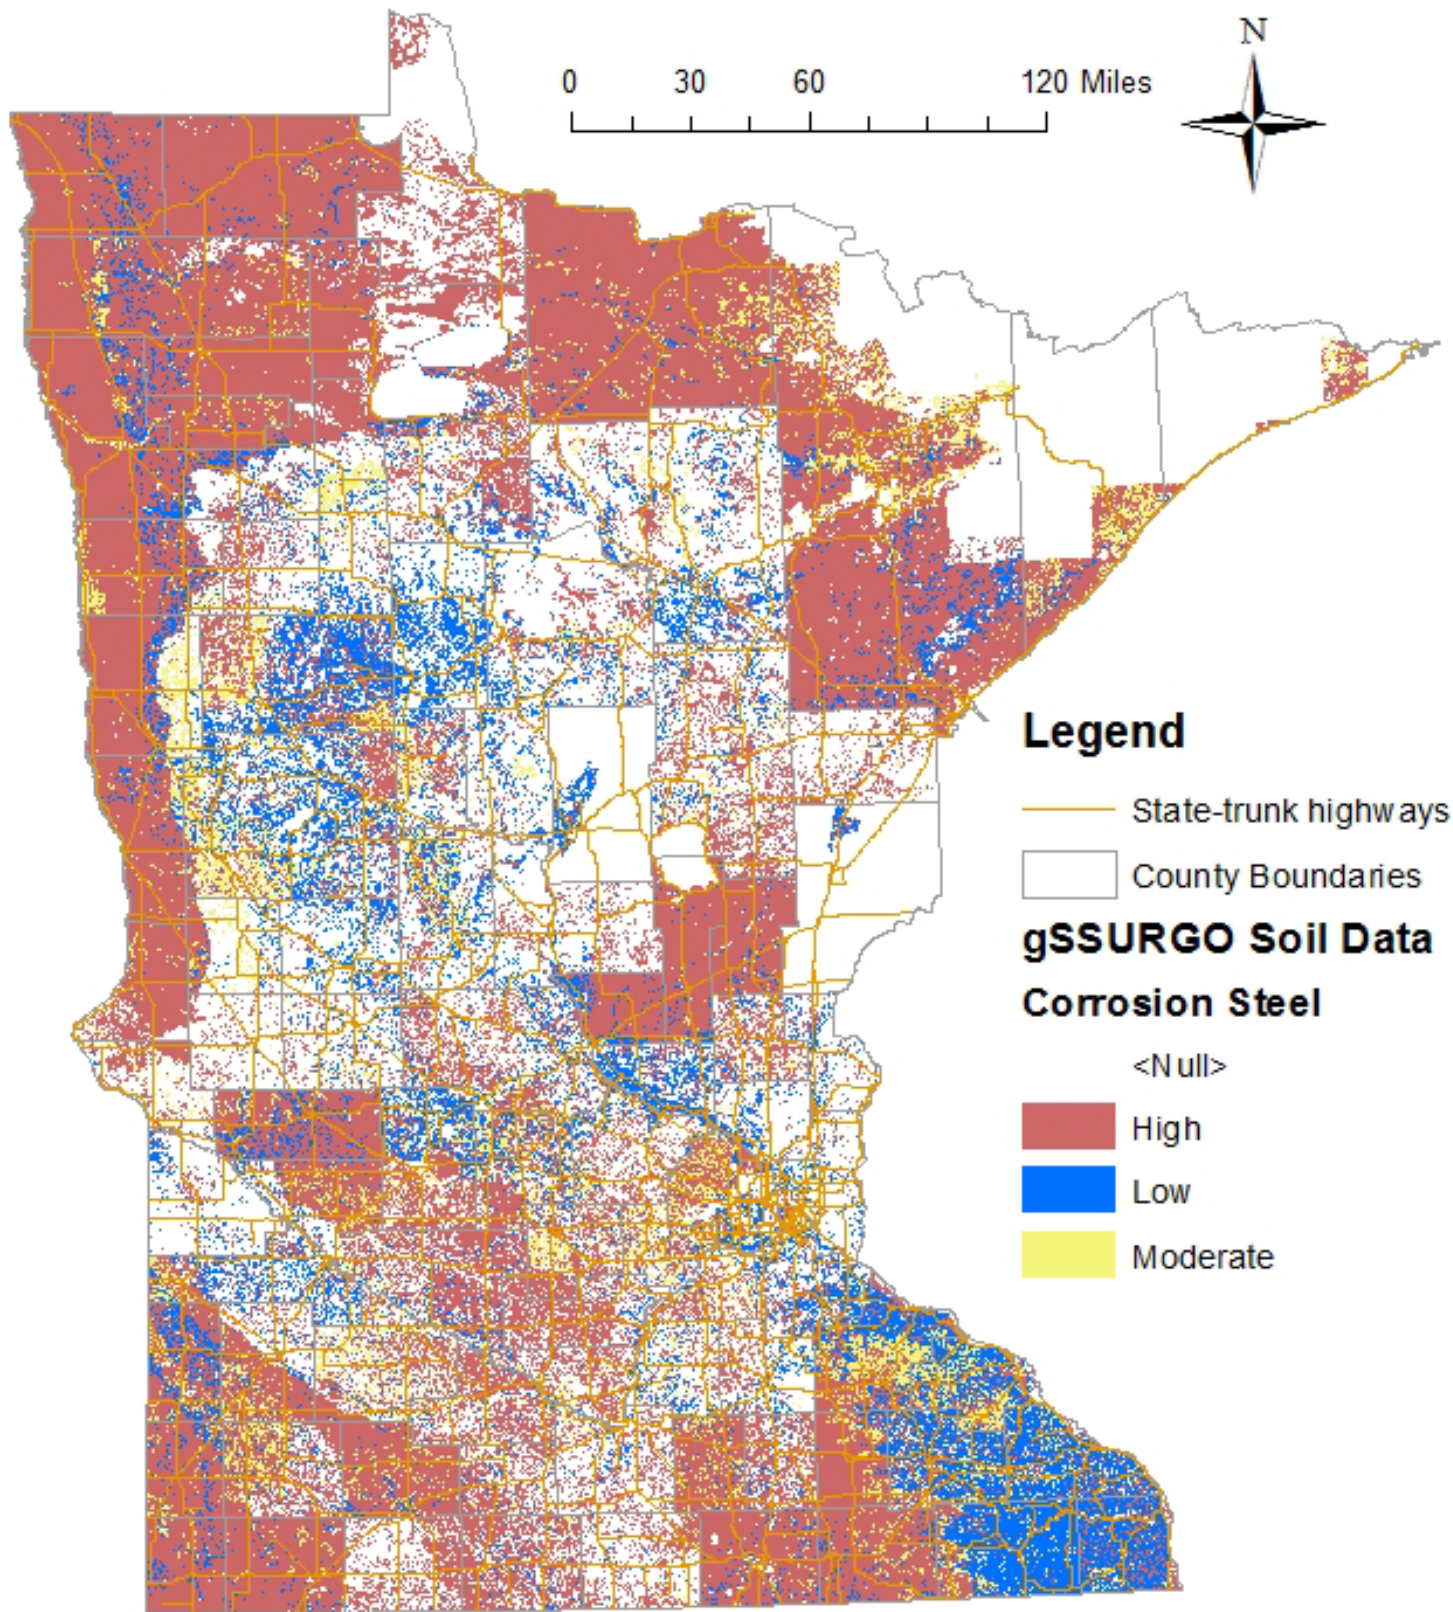 N
0 30 60 120 Miles
Legend
State-trunk highways
County Boundaries
gSSURGO Soil Data
Corrosion Steel
<Null>
High
Low
Moderate